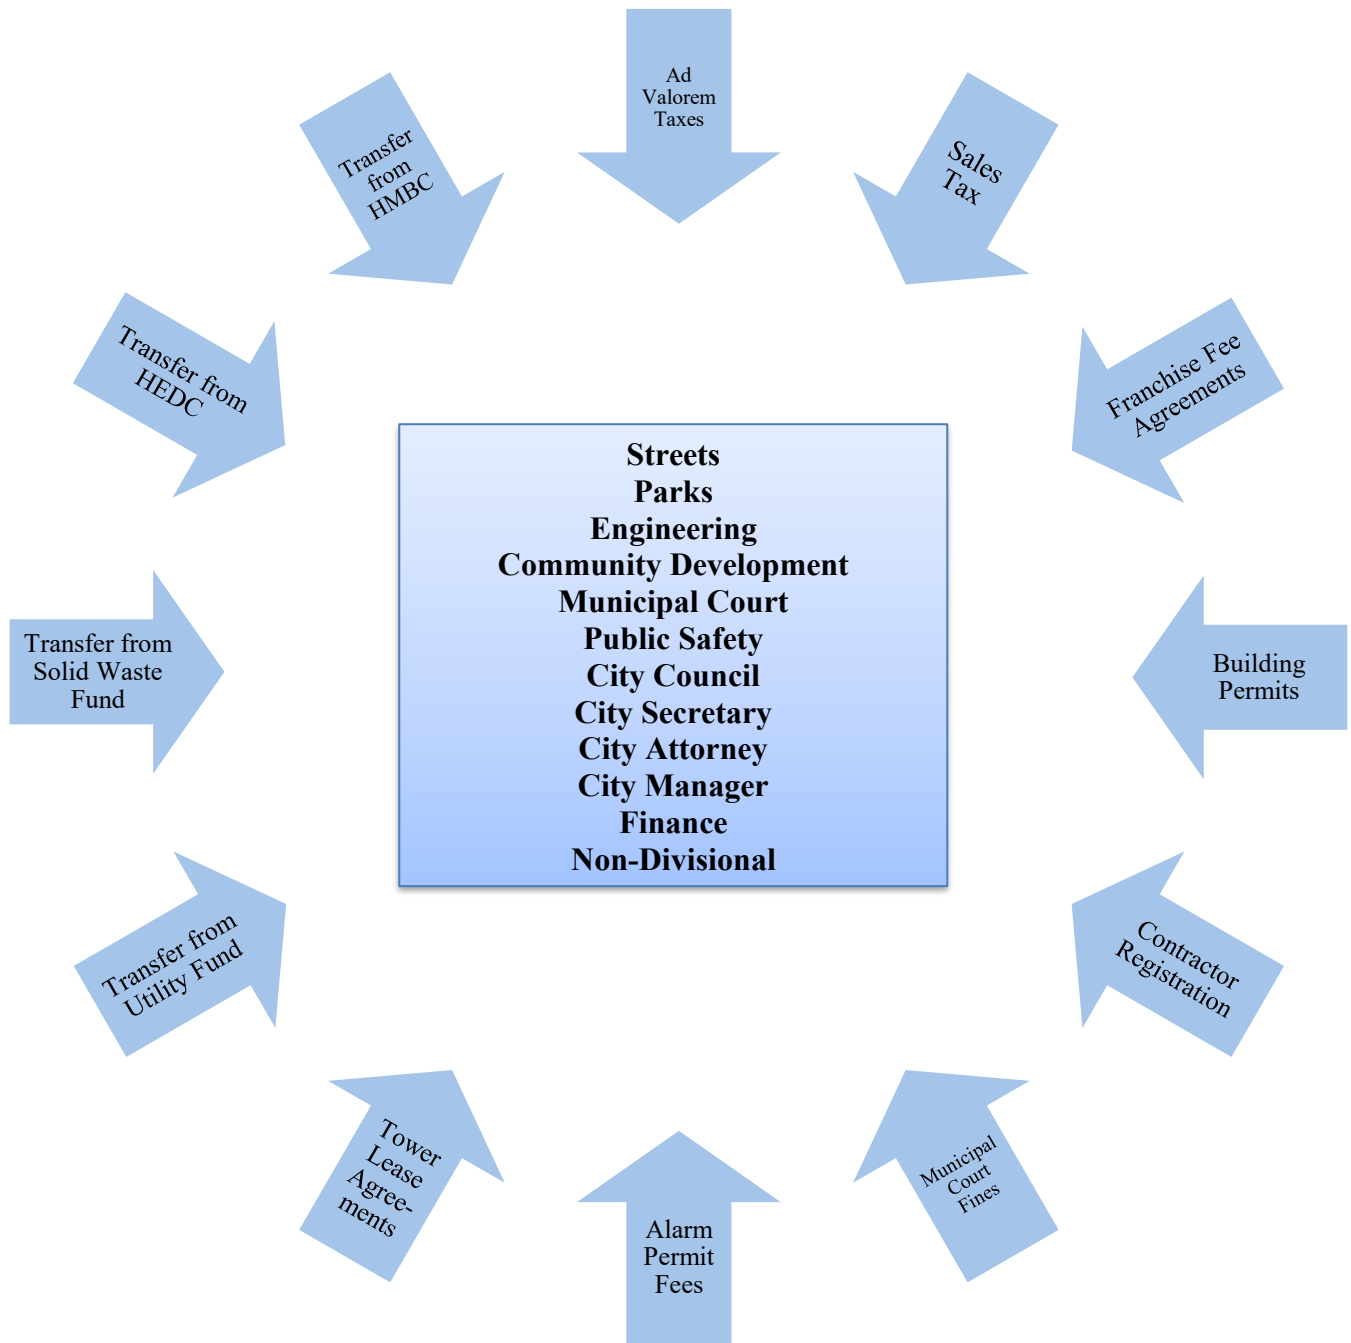 Ad
Valorem
Taxes
Sales
Tax
Franchise Fee
Agreements
Building
Permits
Contractor
Registration
Municipal
Court
Fines
Alarm
Permit
Fees
Tower
Lease
Agree-
ments
Transfer from
Utility Fund
Transfer from
Solid Waste
Fund
Transfer from
HEDC
Transfer
from
HMBC
Streets
Parks
Engineering
Community Development
Municipal Court
Public Safety
City Council
City Secretary
City Attorney
City Manager
Finance
Non-Divisional